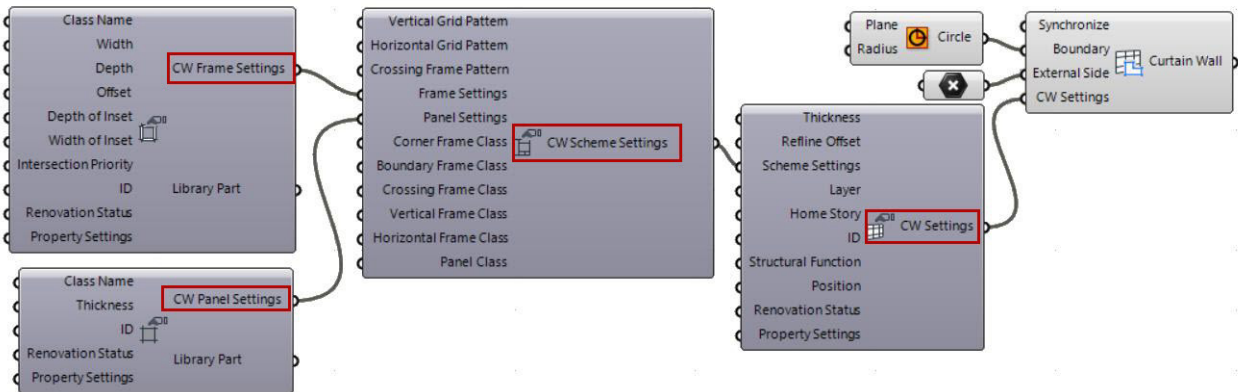 Class Name
Width
Depth
Offset
Depth of Inset
Width of Inset
Intersection Priority
ID
Renovation Status
Property Settings
CW Frame Settings
Library Part
Class Name
Thickness
ID
Renovation Status
Property Settings
CW Panel Settings
Library Part
Vertical Grid Pattern
Horizontal Grid Pattern
Crossing Frame Pattern
Frame Settings
Panel Settings
Corner Frame Class
Boundary Frame Class
Crossing Frame Class
Vertical Frame Class
Horizontal Frame Class
Panel Class
CW Scheme Settings
Thickness
Refline Offset
Scheme Settings
Layer
Home Story
ID
Structural Function
Position
Renovation Status
Property Settings
CW Settings
Plane
Radius
Circle
Synchronize
Boundary
External Side
CW Settings
Curtain Wall